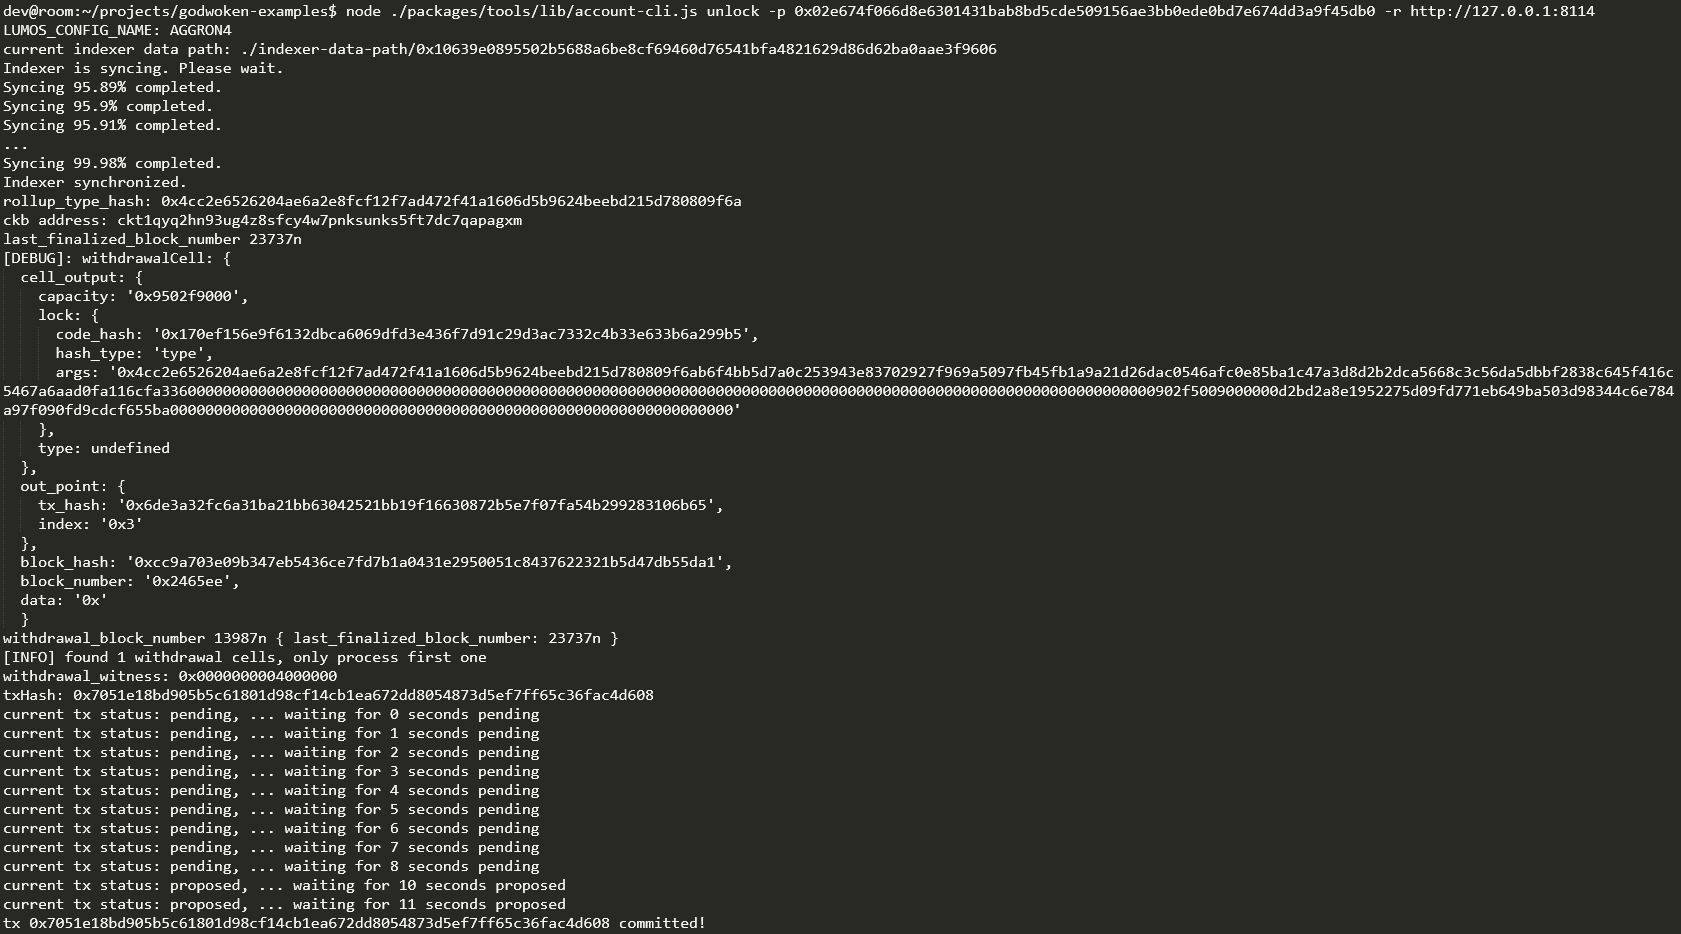 dev@room:~/projects/godwoken-examples$ node ./packages/tools/lib/account-cli.js unlock -p 0x02e674f066d8e6301431bab8bd5cde509156ae3bb0ede0bd7e674dd3a9f45db0 -r http://127.0.0.1:8114
LUMOS_CONFIG_NAME: AGGRON4
current indexer data path: ./indexer-data-path/0x10639e0895502b5688a6be8cf69460d76541bfa4821629d86d62ba0aae3f9606
Indexer is syncing. Please wait.
Syncing 95.89% completed.
Syncing 95.9% completed.
Syncing 95.91% completed.
...
Syncing 99.98% completed.
Indexer synchronized.
rollup_type_hash: 0x4cc2e6526204ae6a2e8fcf12f7ad472f41a1606d5b9624beebd215d780809f6a
ckb address: ckt1qyq2hn93ug4z8sfcy4w7pnksunks5ft7dc7qapagxm
last_finalized_block_number 23737n
[DEBUG]: withdrawalCell: {
cell_output: {
capacity: '0x9502f9000',
lock: {
code_hash: '0x170ef156e9f6132dbca6069dfd3e436f7d91c29d3ac7332c4b33e633b6a299b5',
hash_type: 'type',
args: '0x4cc2e6526204ae6a2e8fcf12f7ad472f41a1606d5b9624beebd215d780809f6ab6f4bb5d7a0c253943e83702927f969a5097fb45fb1a9a21d26dac0546afc0e85ba1c47a3d8d2b2dca5668c3c56da5dbbf2838c645f416c
},
type: undefined
},
out_point: {
tx_hash: '0x6de3a32fc6a31ba21bb63042521bb19f16630872b5e7f07fa54b299283106b65',
index: '0x3'
},
block_hash: '0xcc9a703e09b347eb5436ce7fd7b1a0431e2950051c8437622321b5d47db55da1',
block_number: '0x2465ee',
data: '0x'
}
withdrawal_block_number 13987n { last_finalized_block_number: 23737n }
[INFO] found 1 withdrawal cells, only process first one
withdrawal_witness: 0x0000000004000000
txHash: 0x7051e18bd905b5c61801d98cf14cb1ea672dd8054873d5ef7ff65c36fac4d608
current tx status: pending, ... waiting for 0 seconds pending
current tx status: pending, ... waiting for 1 seconds pending
current tx status: pending, ... waiting for 2 seconds pending
current tx status: pending, ... waiting for 3 seconds pending
current tx status: pending, ... waiting for 4 seconds pending
current tx status: pending, ... waiting for 5 seconds pending
current tx status: pending, ... waiting for 6 seconds pending
current tx status: pending, ... waiting for 7 seconds pending
current tx status: pending, ... waiting for 8 seconds pending
current tx status: proposed, ... waiting for 10 seconds proposed
current tx status: proposed, ... waiting for 11 seconds proposed
tx 0x7051e18bd905b5c61801d98cf14cb1ea672dd8054873d5ef7ff65c36fac4d608 committed!